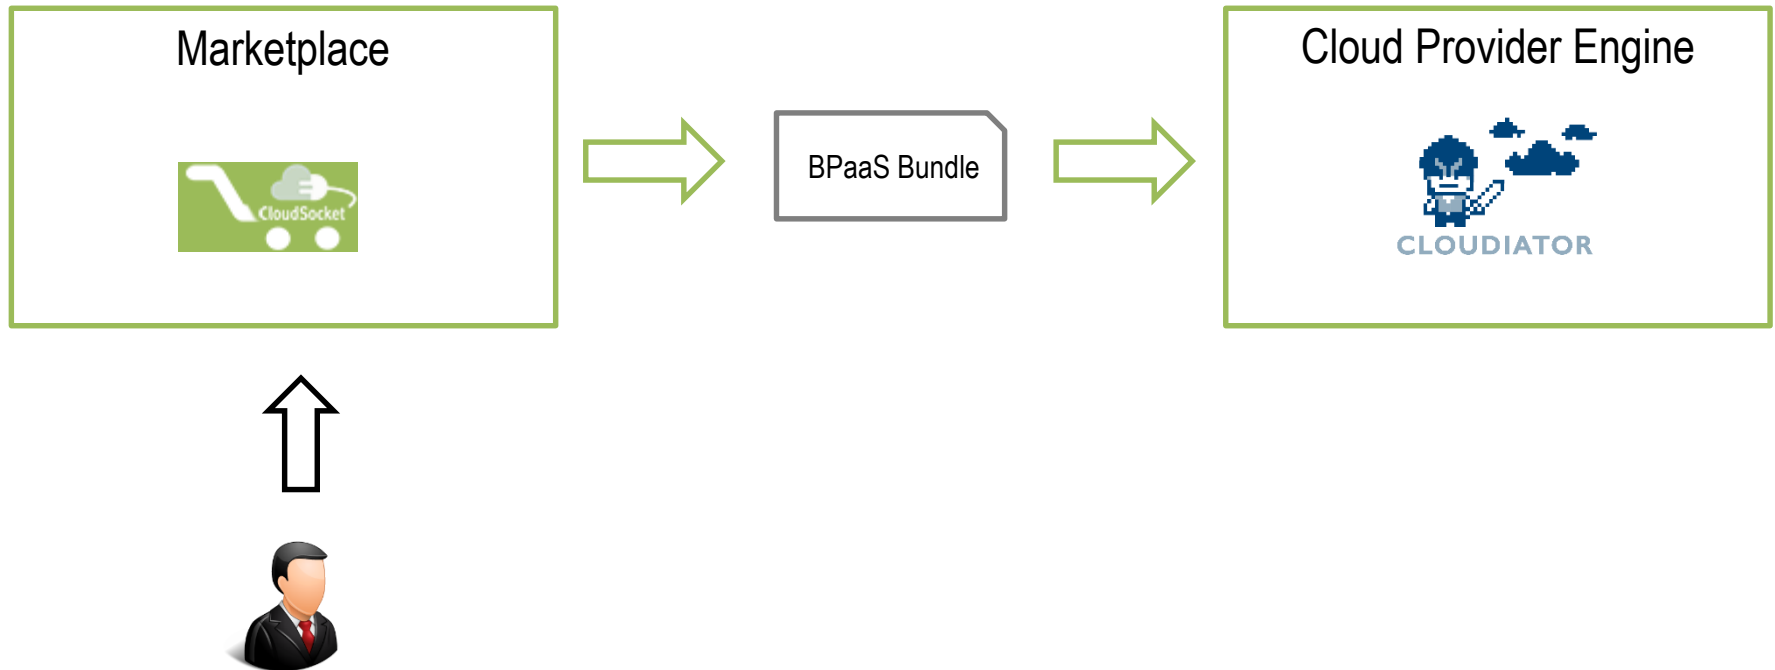 Marketplace
Cloud Provider Engine
BPaaS Bundle
CloudSocket
CLOUDIATOR